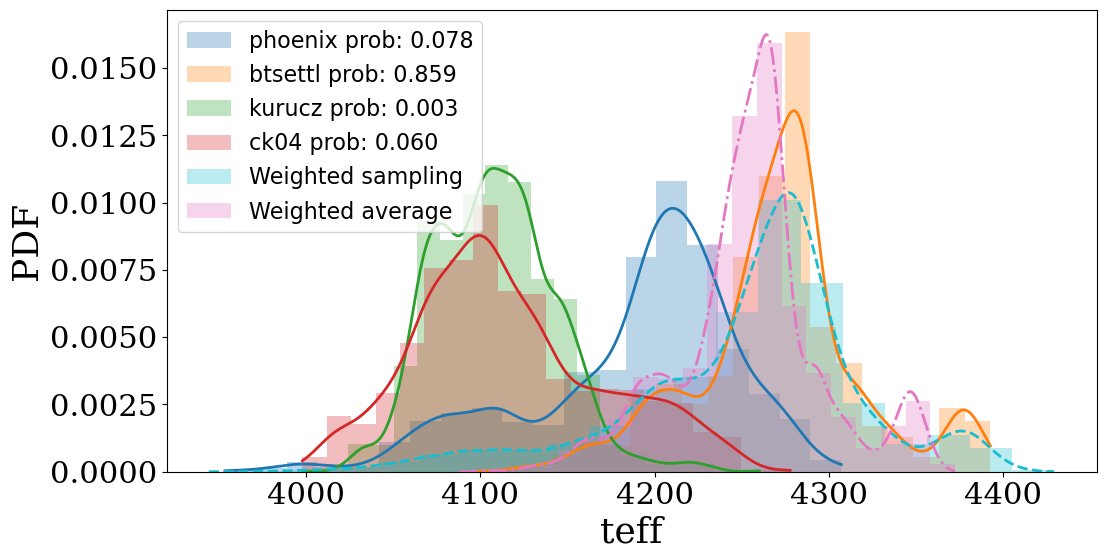 phoenix prob: 0.078
btsettl prob: 0.859
kurucz prob: 0.003
ck04 prob: 0.060
Weighted sampling
Weighted average
PDF
0.0150
0.0125
0.0100
0.0075
0.0050
0.0025
0.0000
4000 4100 4200 4300 4400
teff